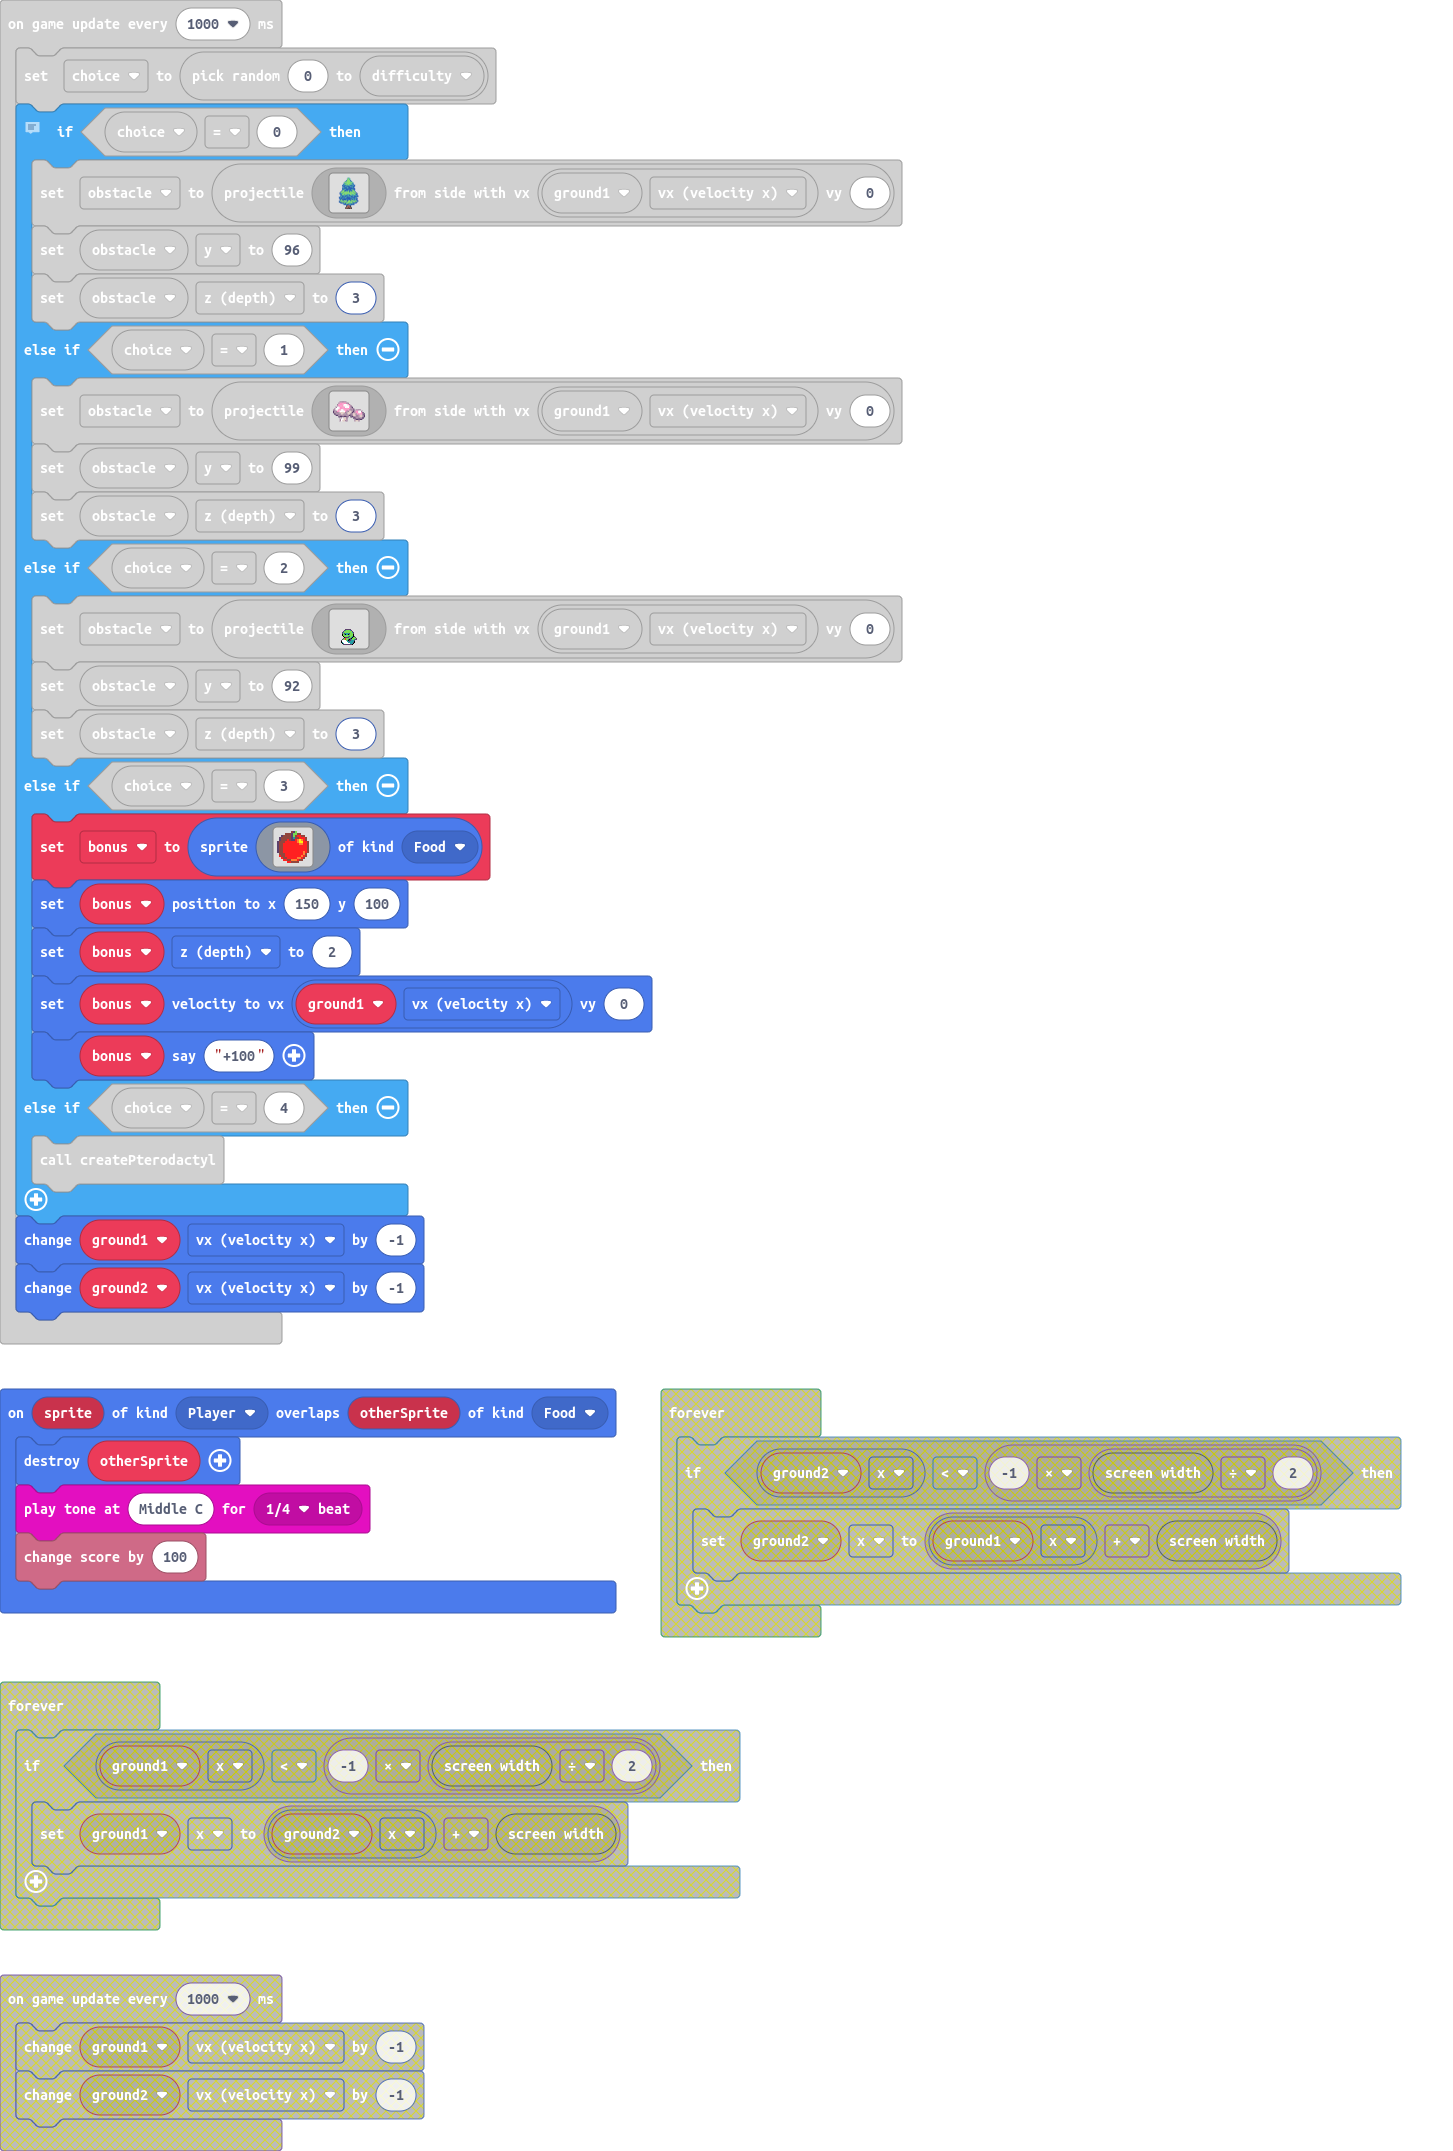 on game update every 1000 ms
set choice to pick random 0 to difficulty
if choice = 0 then
set obstacle to projectile from side with vx ground1 vx (velocity x) vy 0
set obstacle y to 96
set obstacle z (depth) to 3
else if choice = 1 then
set obstacle to projectile from side with vx ground1 vx (velocity x) vy 0
set obstacle y to 99
set obstacle z (depth) to 3
else if choice = 2 then
set obstacle to projectile from side with vx ground1 vx (velocity x) vy 0
set obstacle y to 92
set obstacle z (depth) to 3
else if choice = 3 then
set bonus to sprite of kind Food
set bonus position to x 150 y 100
set bonus z (depth) to 2
set bonus velocity to vx ground1 vx (velocity x) vy 0
bonus say "+100"
else if choice = 4 then
call createPterodactyl
change ground1 vx (velocity x) by -1
change ground2 vx (velocity x) by -1
on sprite of kind Player overlaps otherSprite of kind Food
destroy otherSprite
play tone at Middle C for 1/4 beat
change score by 100
forever
if ground2 x < -1 × screen width ÷ 2 then
set ground2 x to ground1 x + screen width
forever
if ground1 x < -1 × screen width ÷ 2 then
set ground1 x to ground2 x + screen width
on game update every 1000 ms
change ground1 vx (velocity x) by -1
change ground2 vx (velocity x) by -1